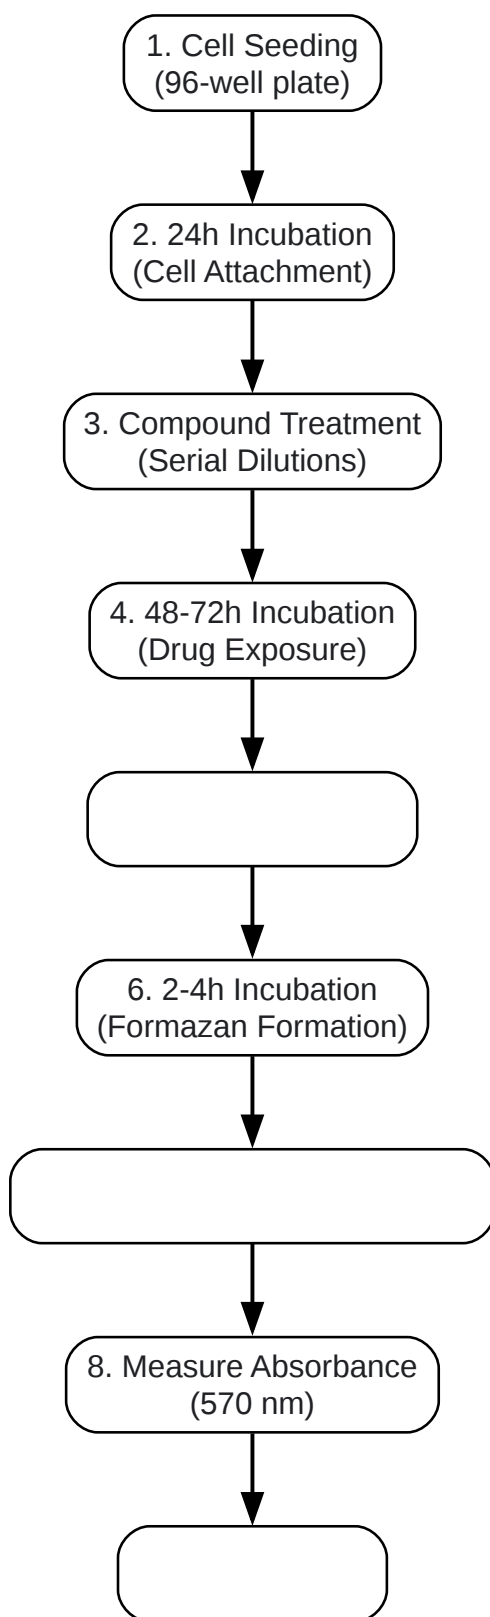 1. Cell Seeding
(96-well plate)
2. 24h Incubation
(Cell Attachment)
3. Compound Treatment
(Serial Dilutions)
4. 48-72h Incubation
(Drug Exposure)
6. 2-4h Incubation
(Formazan Formation)
8. Measure Absorbance
(570 nm)